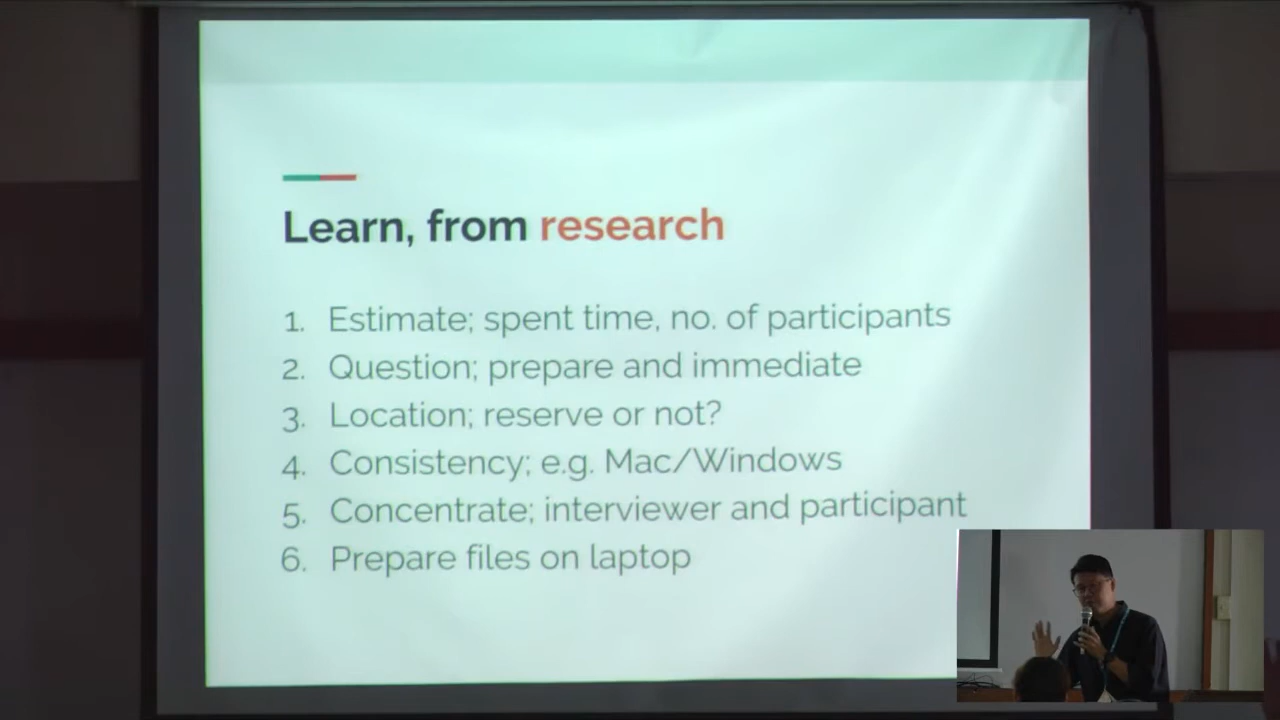 Learn, from research
1. Estimate; spent time, no. of participants
2. Question; prepare and immediate
3. Location; reserve or not?
4. Consistency; e.g. Mac/Windows
5. Concentrate; interviewer and participant
6. Prepare files on laptop